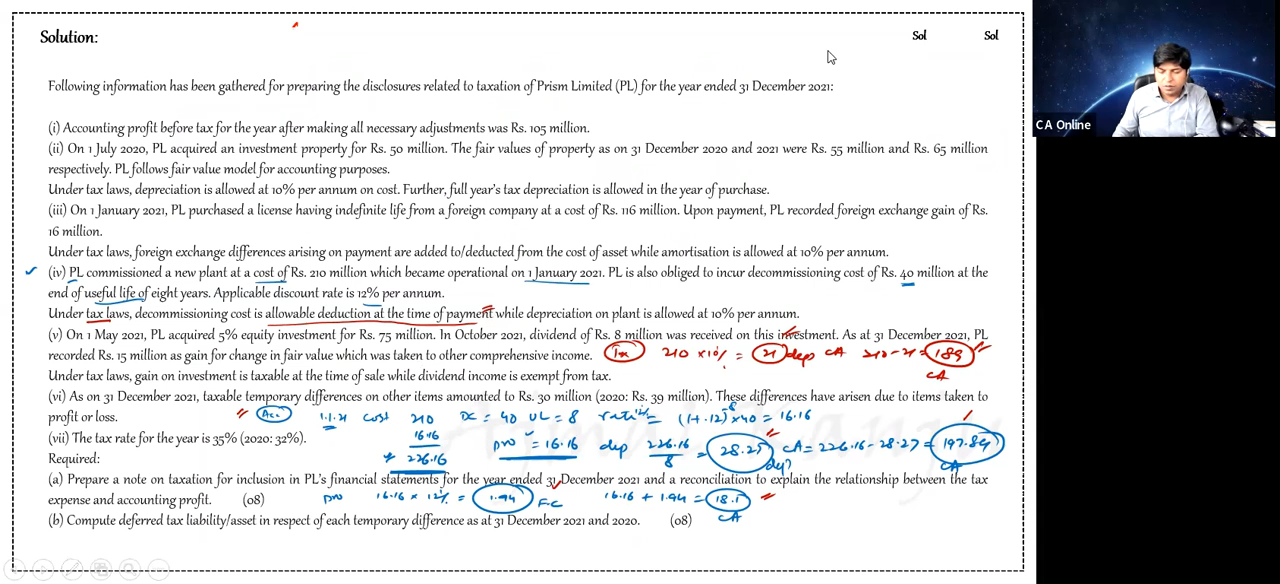 Solution:
Sol Sol
Following information has been gathered for preparing the disclosures related to taxation of Prism Limited (PL) for the year ended 31 December 2021:
(i) Accounting profit before tax for the year after making all necessary adjustments was Rs. 105 million.
(ii) On 1 July 2020, PL acquired an investment property for Rs. 50 million. The fair values of property as on 31 December 2020 and 2021 were Rs. 55 million and Rs. 65 million
respectively. PL follows fair value model for accounting purposes.
Under tax laws, depreciation is allowed at 10% per annum on cost. Further, full year's tax depreciation is allowed in the year of purchase.
(iii) On 1 January 2021, PL purchased a license having indefinite life from a foreign company at a cost of Rs. 116 million. Upon payment, PL recorded foreign exchange gain of Rs.
16 million.
Under tax laws, foreign exchange differences arising on payment are added to/deducted from the cost of asset while amortisation is allowed at 10% per annum.
(iv) PL commissioned a new plant at a cost of Rs. 210 million which became operational on 1 January 2021. PL is also obliged to incur decommissioning cost of Rs. 40 million at the
end of useful life of eight years. Applicable discount rate is 12% per annum.
Under tax laws, decommissioning cost is allowable deduction at the time of payment while depreciation on plant is allowed at 10% per annum.
(v) On 1 May 2021, PL acquired 5% equity investment for Rs. 75 million. In October 2021, dividend of Rs. 8 million was received on this investment. As at 31 December 2021, PL
recorded Rs. 15 million as gain for change in fair value which was taken to other comprehensive income.
Tax 210 x 10% = 21 dep CA 210 - 21 = 189
CA
Under tax laws, gain on investment is taxable at the time of sale while dividend income is exempt from tax.
(vi) As on 31 December 2021, taxable temporary differences on other items amounted to Rs. 30 million (2020: Rs. 39 million). These differences have arisen due to items taken to
profit or loss.
Acc 1.1.21 Cost 210 DC = 40 UL = 8 rate = 12% (1+.12)^-8 x 40 = 16.16
(vii) The tax rate for the year is 35% (2020: 32%).
16.16 pro = 16.16 dep 226.16 / 8 = 28.27 CA = 226.16 - 28.27 = 197.89
226.16 dep CA
Required:
(a) Prepare a note on taxation for inclusion in PL's financial statements for the year ended 31 December 2021 and a reconciliation to explain the relationship between the tax
expense and accounting profit. (08)
pro 16.16 x 12% = 1.94 F.C 16.16 + 1.94 = 18.1
CA
(b) Compute deferred tax liability/asset in respect of each temporary difference as at 31 December 2021 and 2020. (08)
CA Online